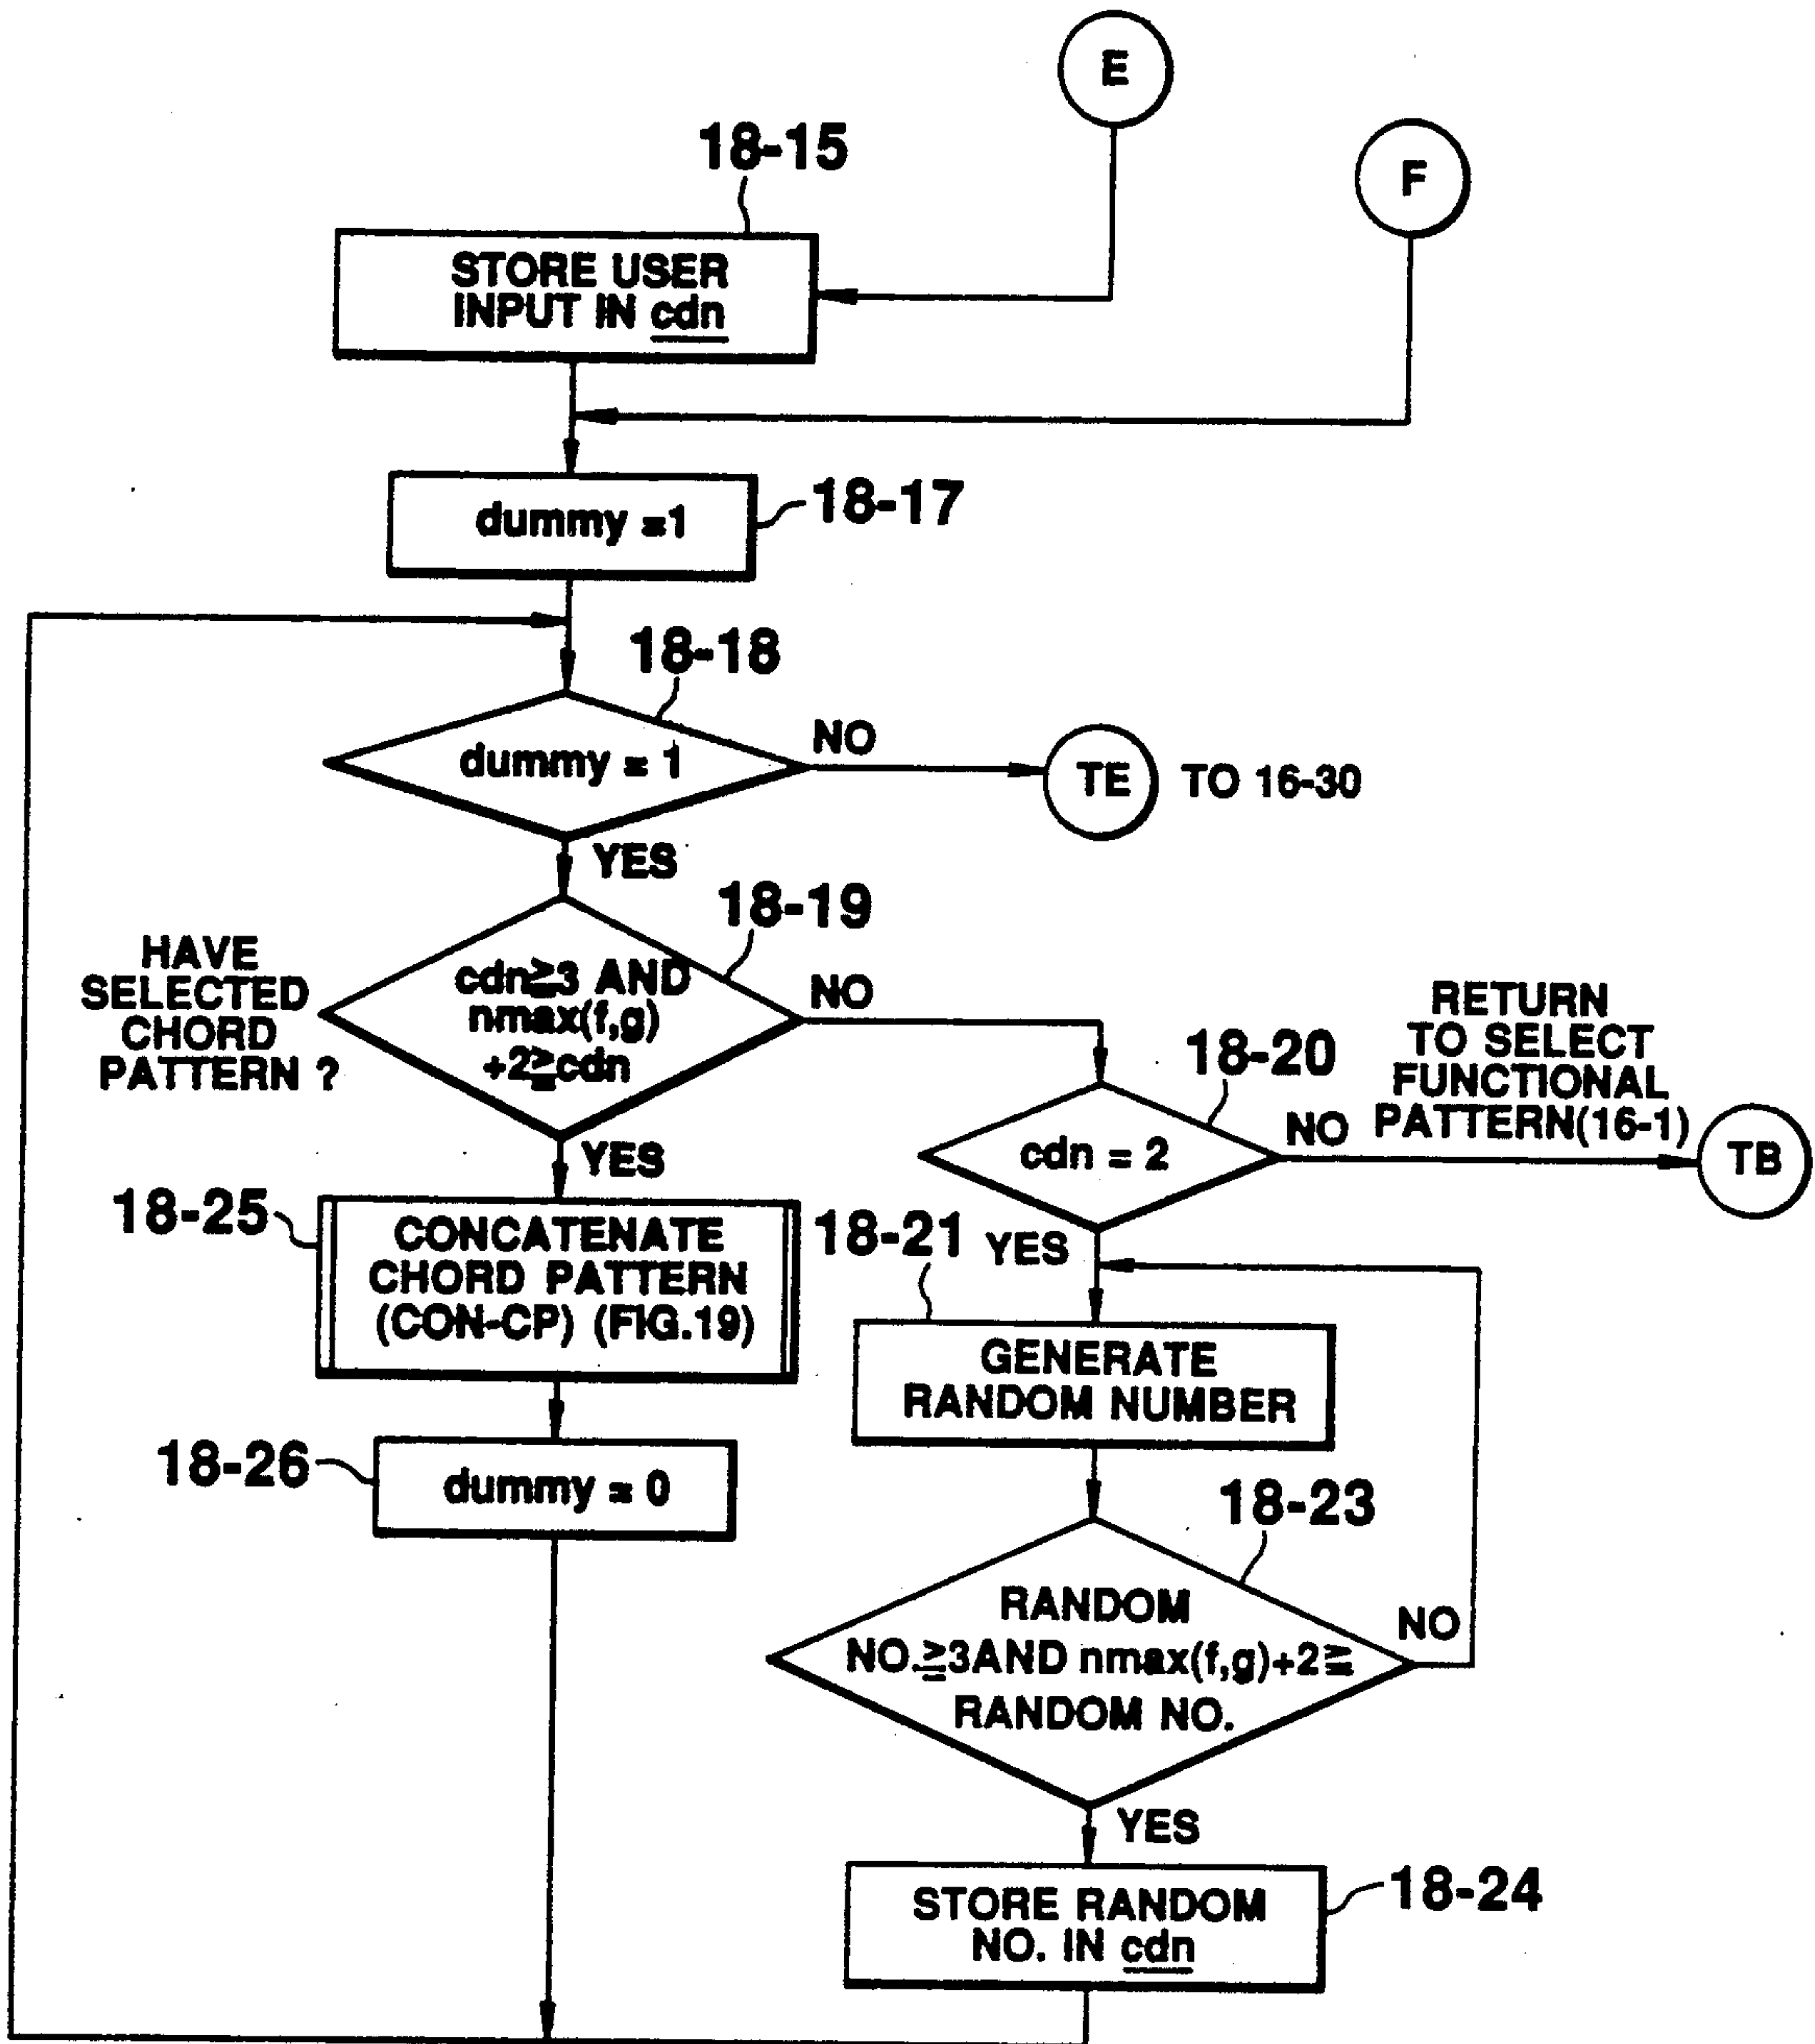 E
F
18-15
STORE USER
INPUT IN cdn
dummy =1
18-17
18-18
dummy = 1
NO
TE
TO 16-30
YES
18-19
HAVE
SELECTED
CHORD
PATTERN ?
cdn≧3 AND
nmax(f,g)
+2≧cdn
NO
YES
18-20
RETURN
TO SELECT
FUNCTIONAL
PATTERN(16-1)
cdn = 2
NO
TB
YES
18-25
CONCATENATE
CHORD PATTERN
(CON-CP) (FIG.19)
18-21
GENERATE
RANDOM NUMBER
18-26
dummy = 0
18-23
RANDOM
NO.≧3AND nmax(f,g)+2≧
RANDOM NO.
NO
YES
STORE RANDOM
NO. IN cdn
18-24